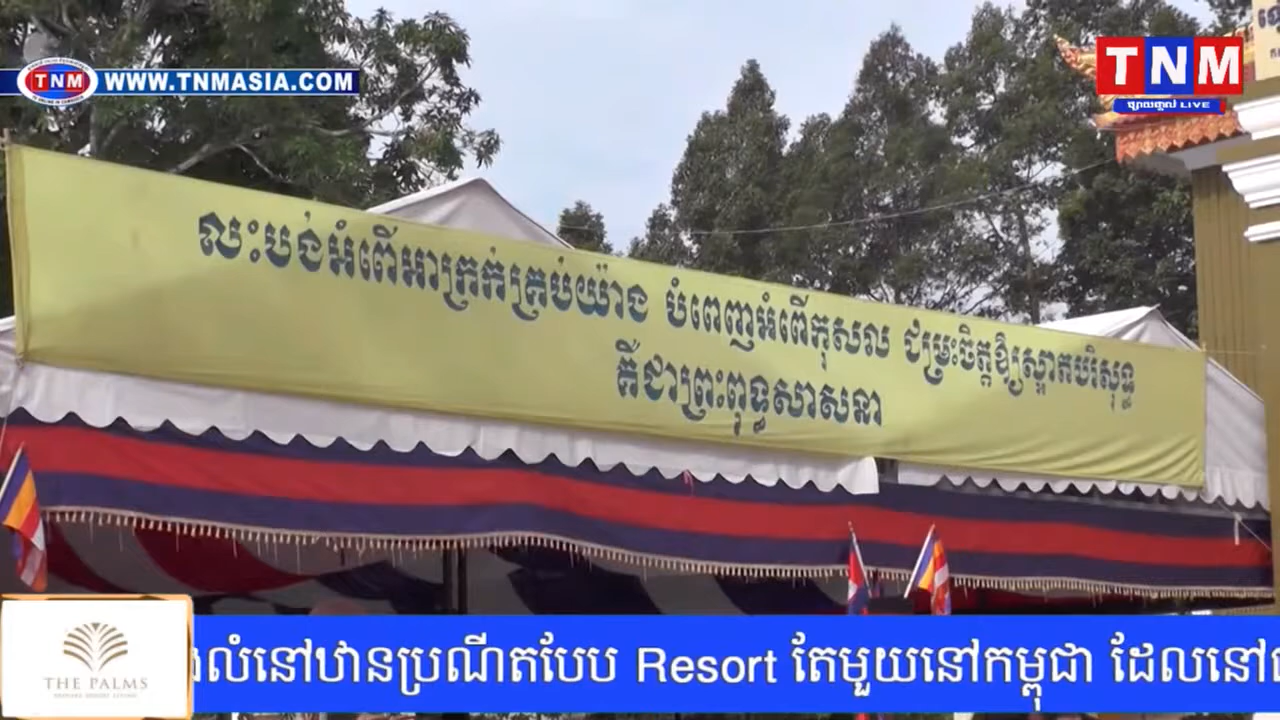 TNM
WWW.TNMASIA.COM
TNM
ផ្សាយផ្ទាល់ LIVE
លះបង់អំពើអាក្រក់គ្រប់យ៉ាង បំពេញអំពើកុសល ជម្រះចិត្តឱ្យស្អាតបរិសុទ្ធ
គឺជាព្រះពុទ្ធសាសនា
THE PALMS
លំនៅឋានប្រណីតបែប Resort តែមួយនៅកម្ពុជា ដែលនៅ